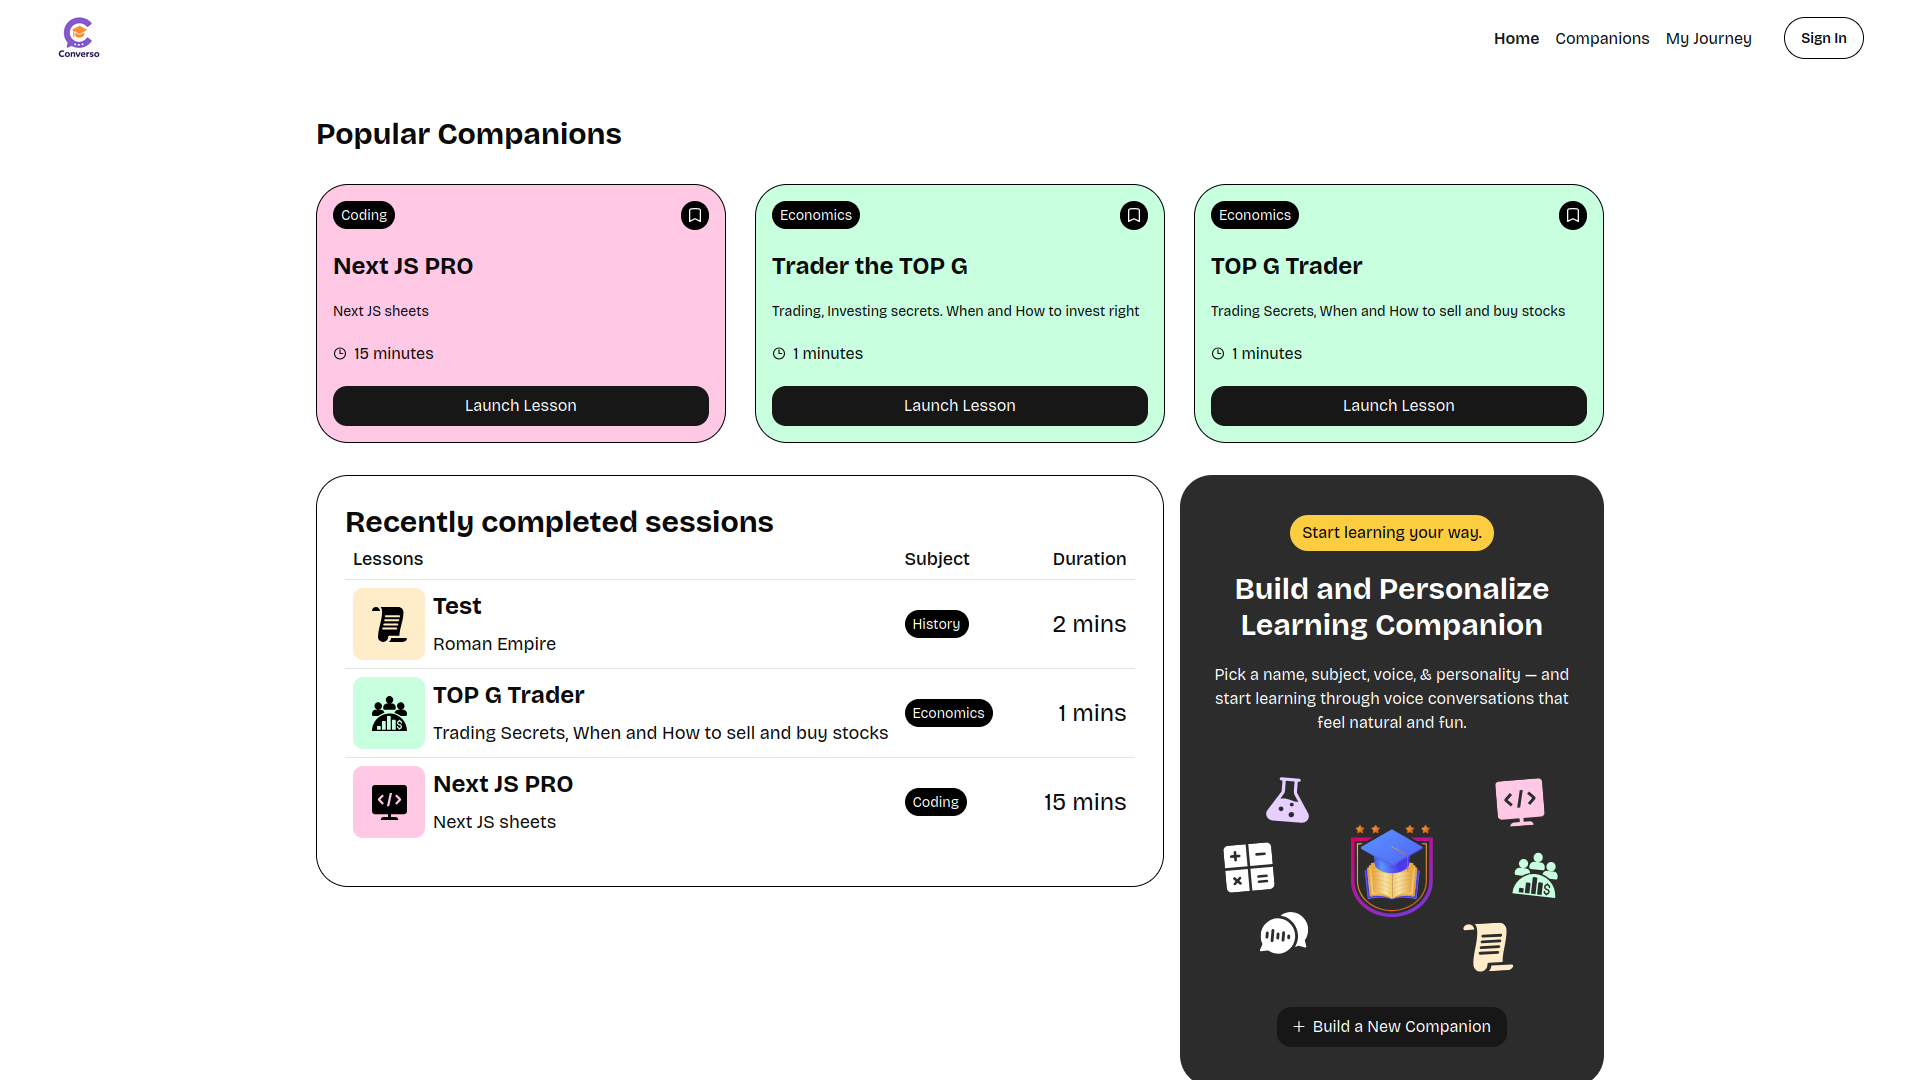 Converso
Home
Companions
My Journey
Sign In
Popular Companions
Coding
Next JS PRO
Next JS sheets
15 minutes
Launch Lesson
Economics
Trader the TOP G
Trading, Investing secrets. When and How to invest right
1 minutes
Launch Lesson
Economics
TOP G Trader
Trading Secrets, When and How to sell and buy stocks
1 minutes
Launch Lesson
Recently completed sessions
Lessons Subject Duration
Test
Roman Empire
History
2 mins
TOP G Trader
Trading Secrets, When and How to sell and buy stocks
Economics
1 mins
Next JS PRO
Next JS sheets
Coding
15 mins
Start learning your way.
Build and Personalize
Learning Companion
Pick a name, subject, voice, & personality — and
start learning through voice conversations that
feel natural and fun.
Build a New Companion